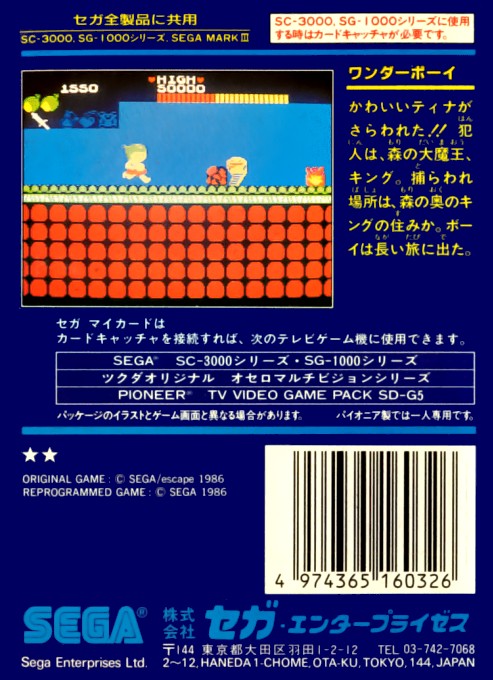 セガ全製品に共用
SC-3000. SG-1000シリーズ. SEGA MARK III
SC-3000. SG-1000シリーズに使用
する時はカードキャッチャが必要です。
1550
HIGH
50000
ワンダーボーイ
かわいいティナが
さらわれた!! 犯
人は、森の大魔王、
キング。捕らわれ
場所は、森の奥のキ
ングの住みか。ボー
イは長い旅に出た。
セガ マイカードは
カードキャッチャを接続すれば、次のテレビゲーム機に使用できます。
SEGA® SC-3000シリーズ・SG-1000シリーズ
ツクダオリジナル オセロマルチビジョンシリーズ
PIONEER® TV VIDEO GAME PACK SD-G5
パッケージのイラストとゲーム画面と異なる場合があります。 パイオニア製では一人専用です。
★★
ORIGINAL GAME : © SEGA/escape 1986
REPROGRAMMED GAME : © SEGA 1986
4 974365 160326
SEGA® 株式会社 セガ・エンタープライゼス
〒144 東京都大田区羽田1-2-12 TEL 03-742-7068
Sega Enterprises Ltd. 2~12, HANEDA 1-CHOME, OTA-KU, TOKYO, 144, JAPAN